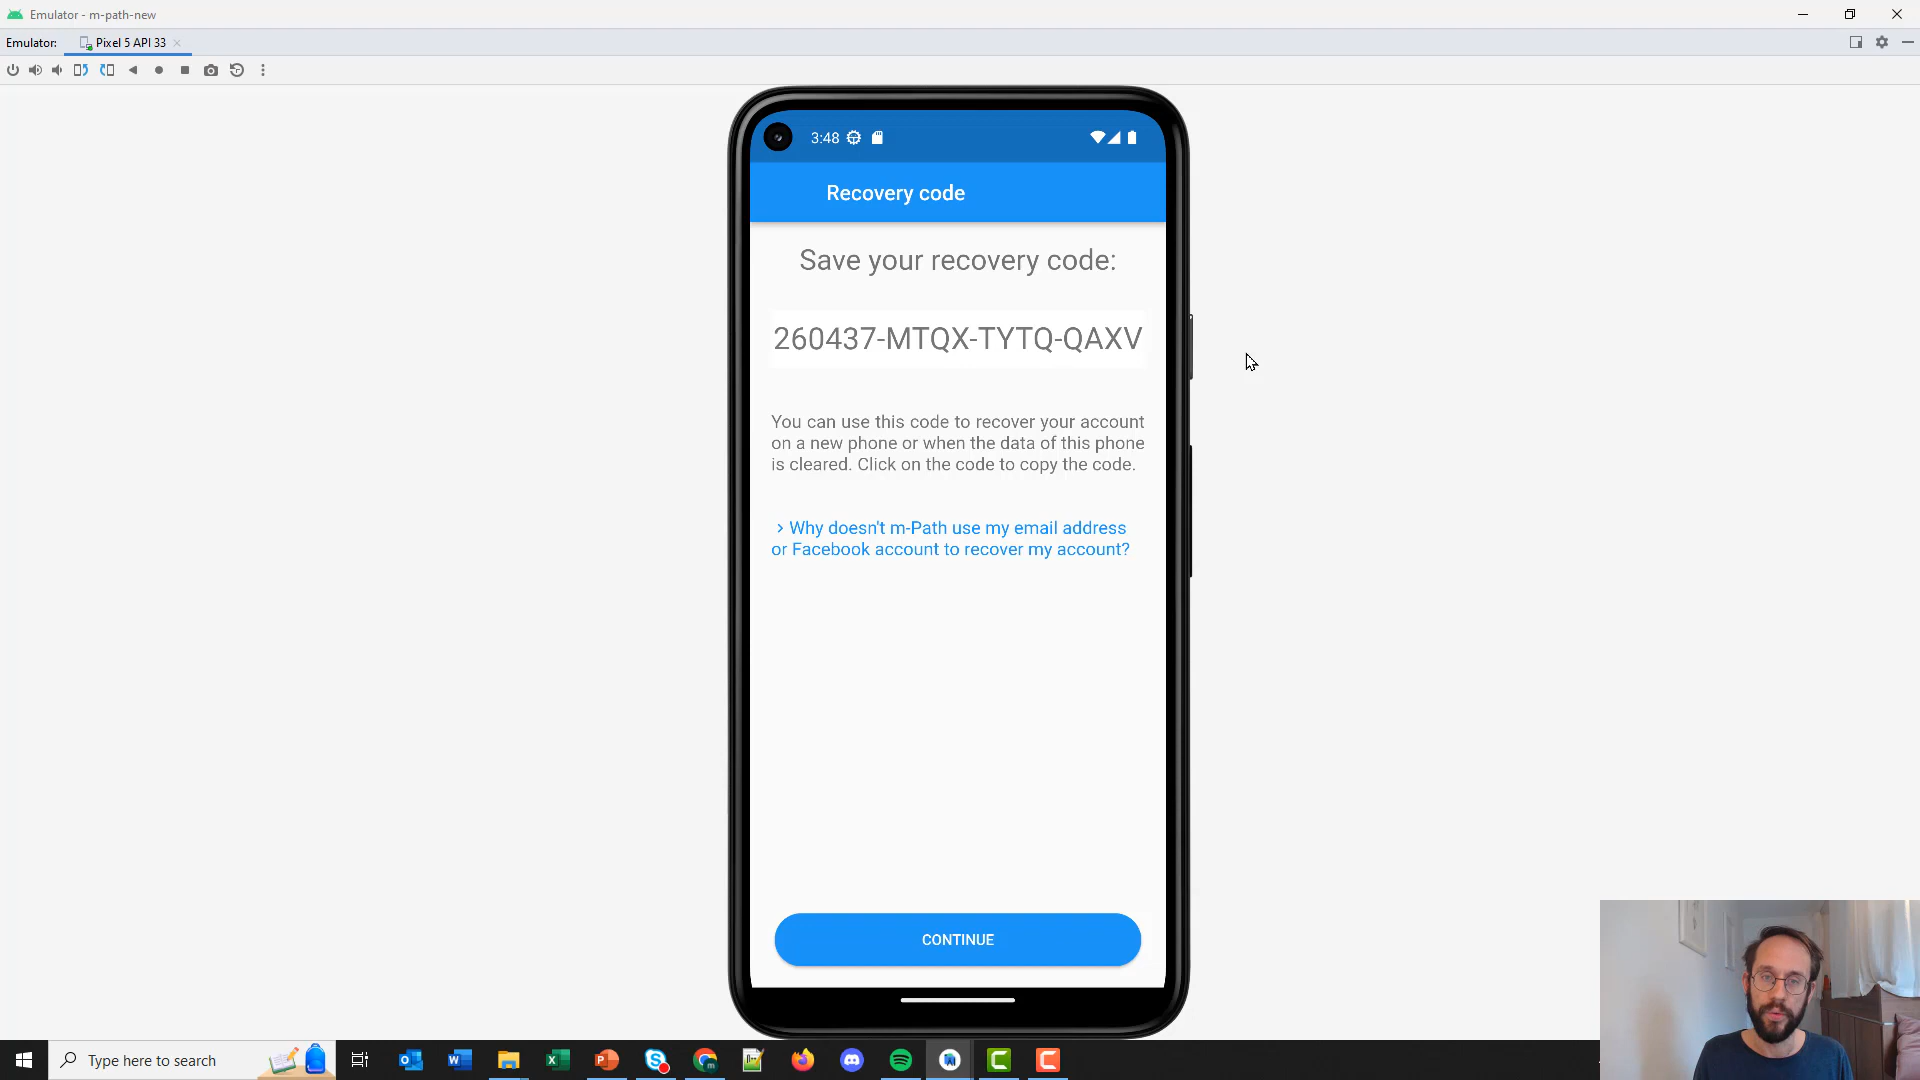 Emulator - m-path-new
Emulator:
Pixel 5 API 33
3:48
Recovery code
Save your recovery code:
260437-MTQX-TYTQ-QAXV
You can use this code to recover your account
on a new phone or when the data of this phone
is cleared. Click on the code to copy the code.
> Why doesn't m-Path use my email address
or Facebook account to recover my account?
CONTINUE
Type here to search